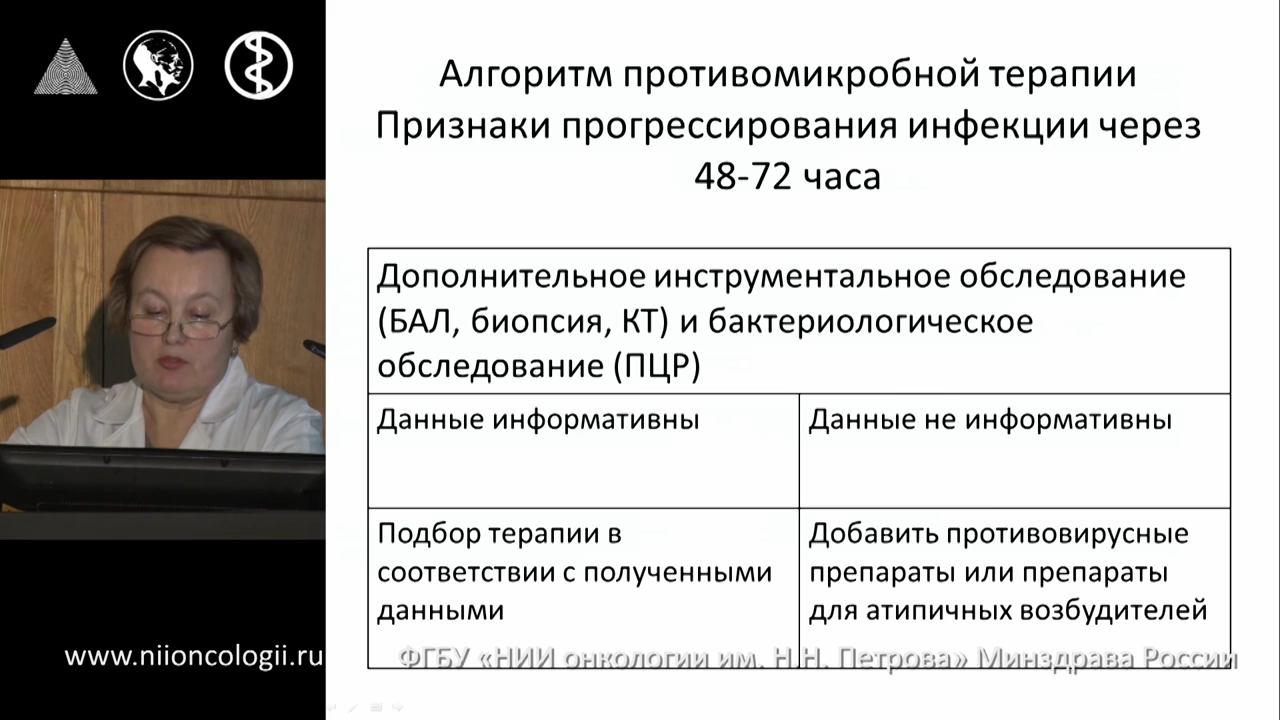 Алгоритм противомикробной терапии
Признаки прогрессирования инфекции через
48-72 часа
Дополнительное инструментальное обследование
(БАЛ, биопсия, КТ) и бактериологическое
обследование (ПЦР)
Данные информативны
Данные не информативны
Подбор терапии в
соответствии с полученными
данными
Добавить противовирусные
препараты или препараты
для атипичных возбудителей
www.niioncologii.ru
ФГБУ «НИИ онкологии им. Н.Н. Петрова» Минздрава России